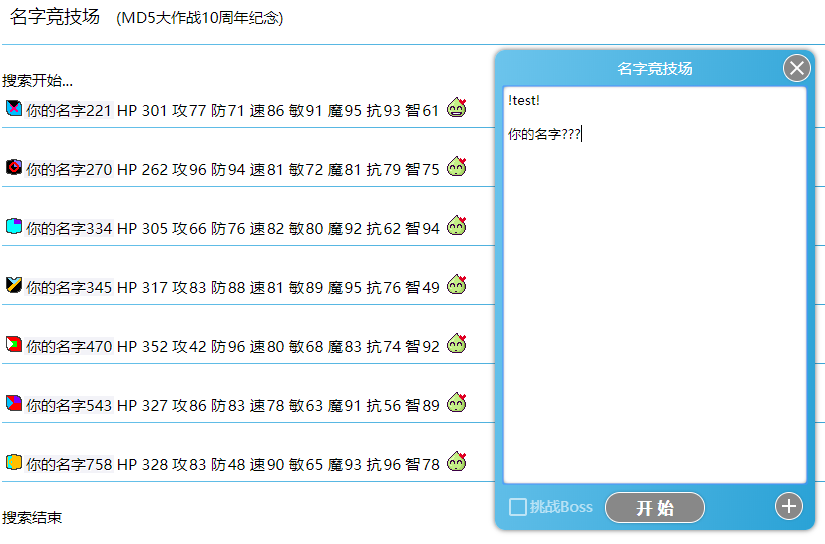 名字竞技场 (MD5大作战10周年纪念)
搜索开始...
你的名字221 HP 301 攻77 防71 速86 敏91 魔95 抗93 智61
你的名字270 HP 262 攻96 防94 速81 敏72 魔81 抗79 智75
你的名字334 HP 305 攻66 防76 速82 敏80 魔92 抗62 智94
你的名字345 HP 317 攻83 防88 速81 敏89 魔95 抗76 智49
你的名字470 HP 352 攻42 防96 速80 敏68 魔83 抗74 智92
你的名字543 HP 327 攻86 防83 速78 敏63 魔91 抗56 智89
你的名字758 HP 328 攻83 防48 速90 敏65 魔93 抗96 智78
搜索结束
名字竞技场
!test!
你的名字???
挑战Boss
开 始